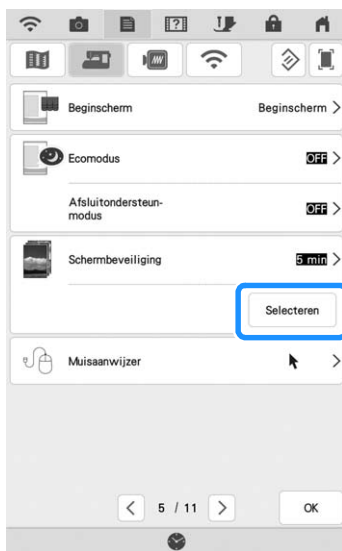 Beginscherm Beginscherm >
Ecomodus OFF >
Afsluitondersteun-
modus OFF >
Schermbeveiliging 5 min >
Selecteren
Muisaanwijzer >
< 5 / 11 > OK